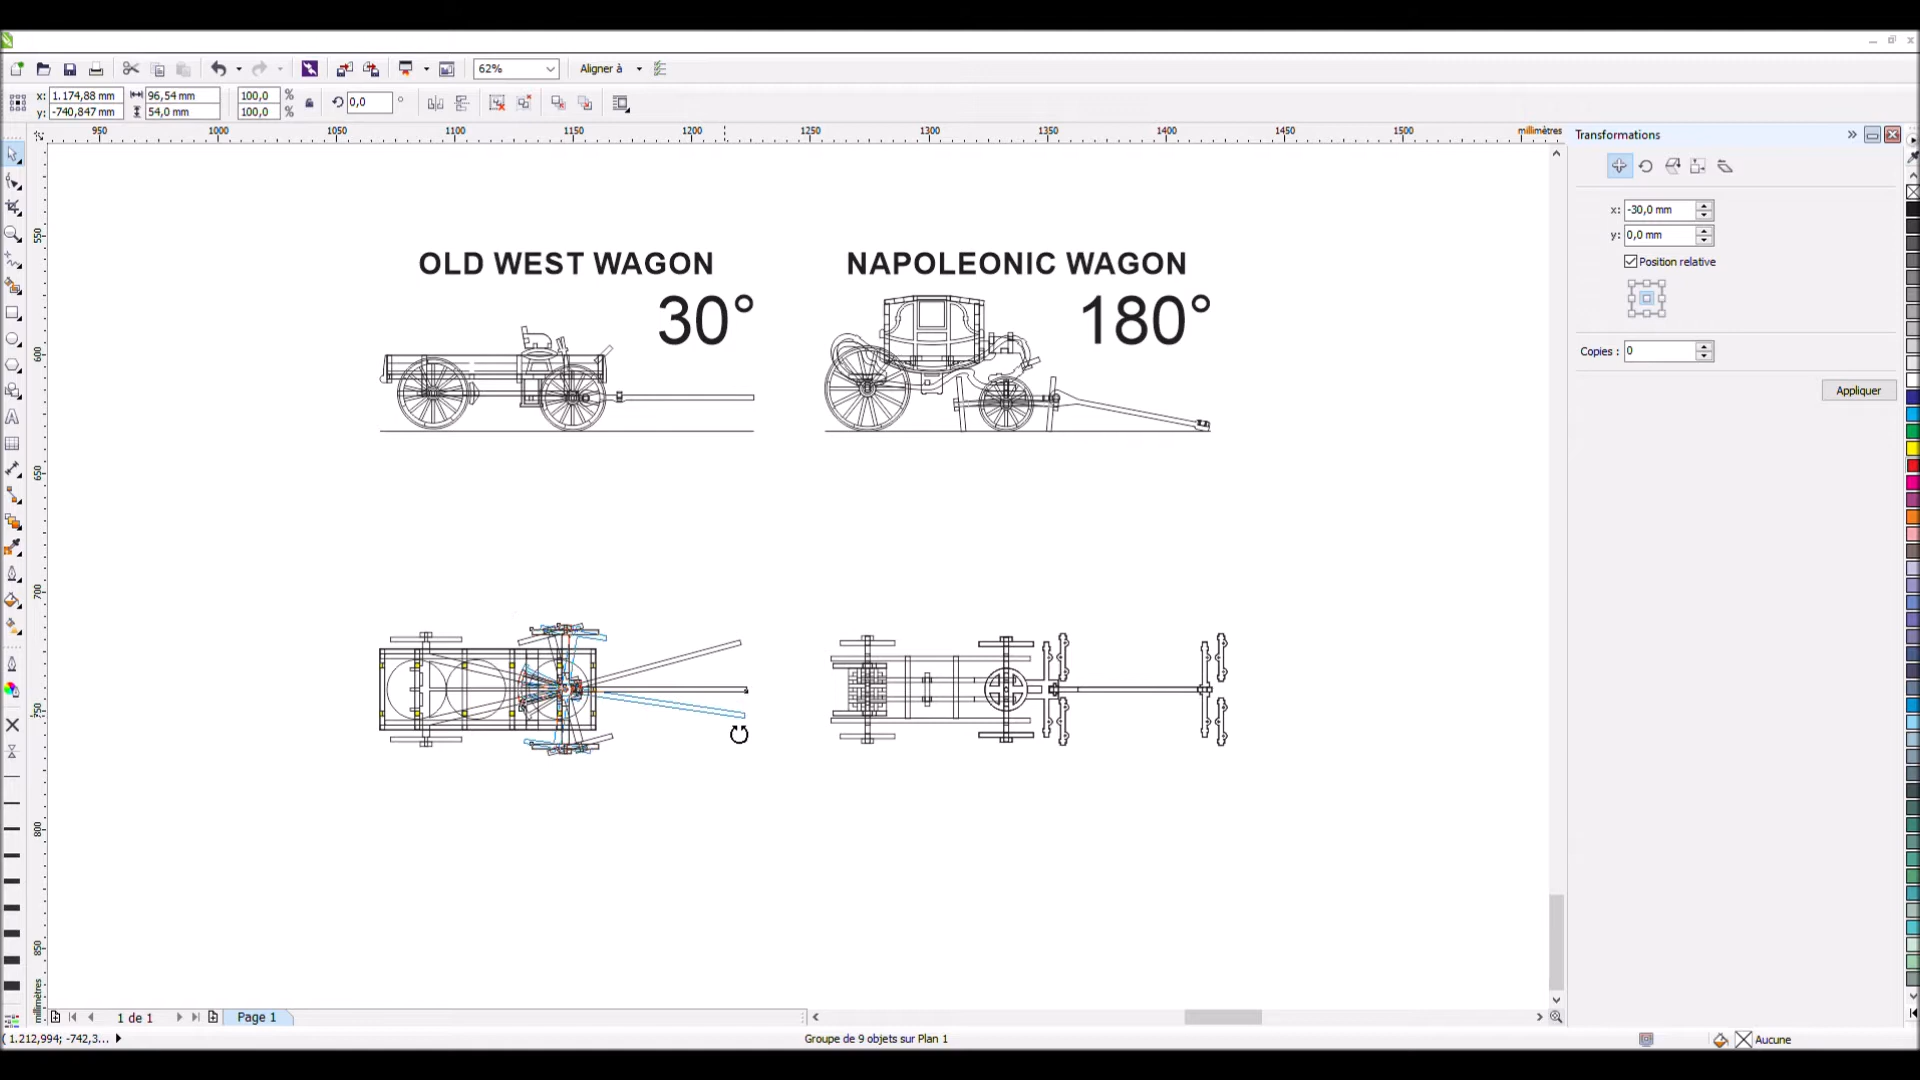 62%
Aligner à
x: 1.174,88 mm 96,54 mm 100,0 %
y: -740,847 mm 54,0 mm 100,0 %
0,0 °
950 1000 1050 1100 1150 1200 1250 1300 1350 1400 1450 1500 millimètres
Transformations
x: -30,0 mm
y: 0,0 mm
Position relative
Copies : 0
Appliquer
OLD WEST WAGON
30°
NAPOLEONIC WAGON
180°
550
600
650
700
750
800
850
millimètres
1 de 1
Page 1
( 1.212,994; -742,3...
Groupe de 9 objets sur Plan 1
Aucune